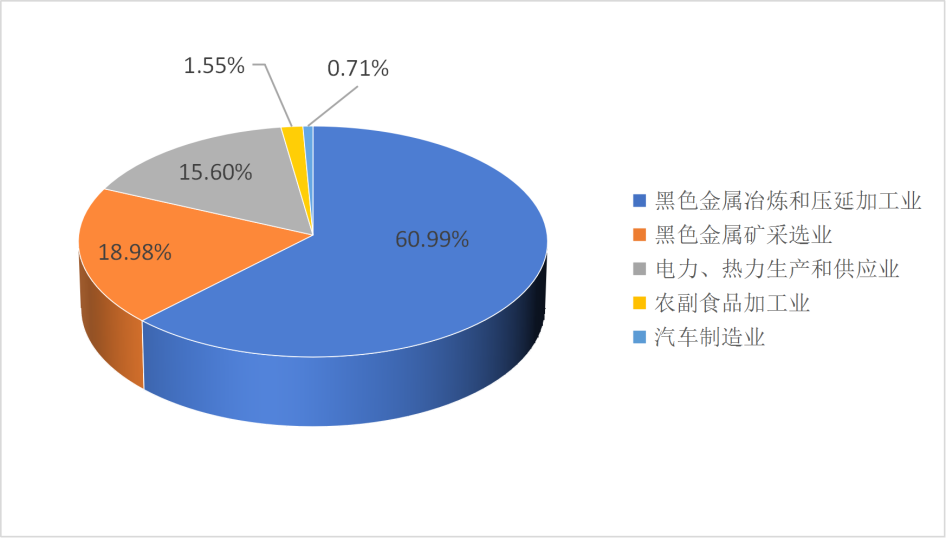 1.55%
0.71%
15.60%
60.99%
18.98%
黑色金属冶炼和压延加工业
黑色金属矿采选业
电力、热力生产和供应业
农副食品加工业
汽车制造业